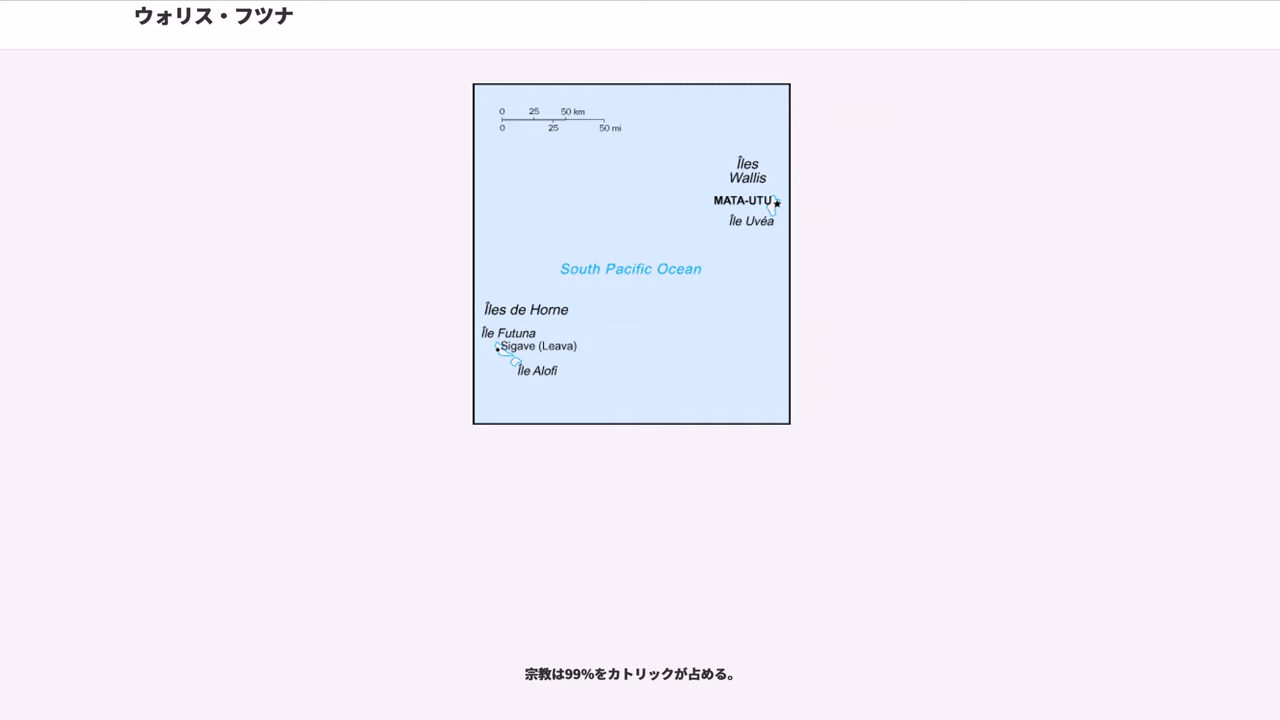 ウォリス・フツナ
0 25 50 km
0 25 50 mi
Îles
Wallis
MATA-UTU
Île Uvéa
South Pacific Ocean
Îles de Horne
Île Futuna
Sigave (Leava)
Île Alofi
宗教は99%をカトリックが占める。